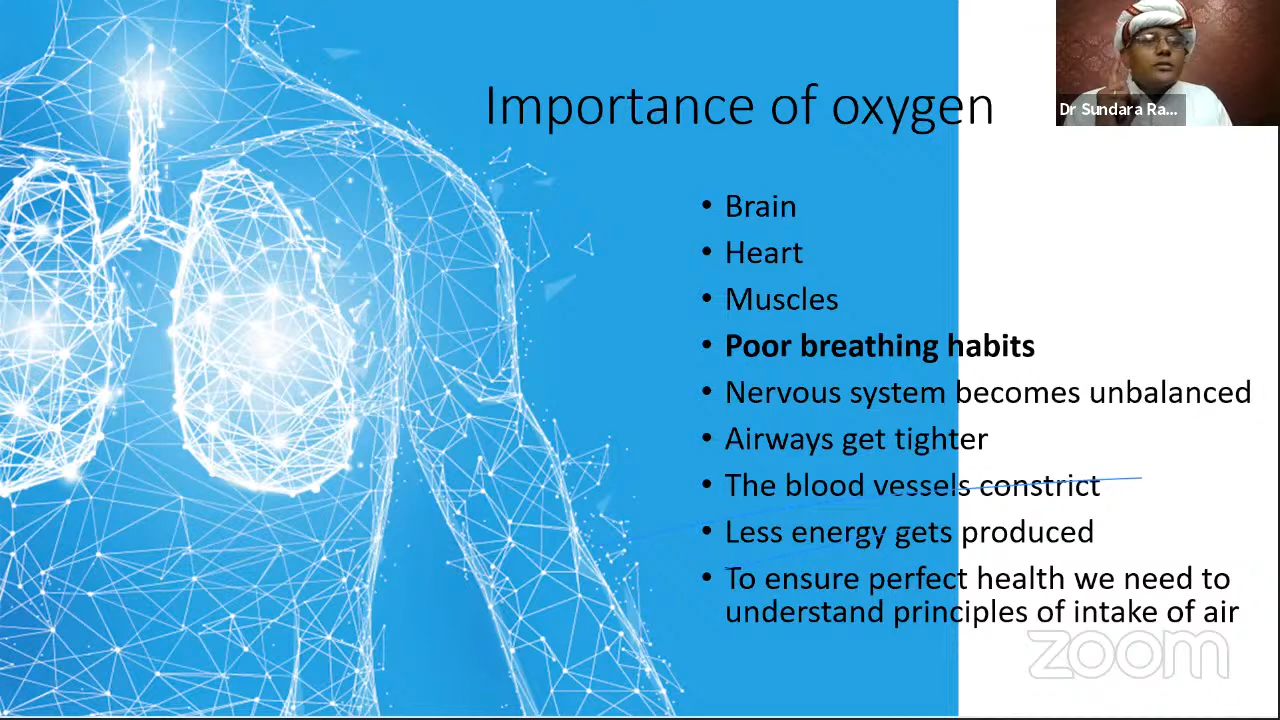 Importance of oxygen
Dr Sundara Ra...
• Brain
• Heart
• Muscles
• Poor breathing habits
• Nervous system becomes unbalanced
• Airways get tighter
• The blood vessels constrict
• Less energy gets produced
• To ensure perfect health we need to
understand principles of intake of air
zoom